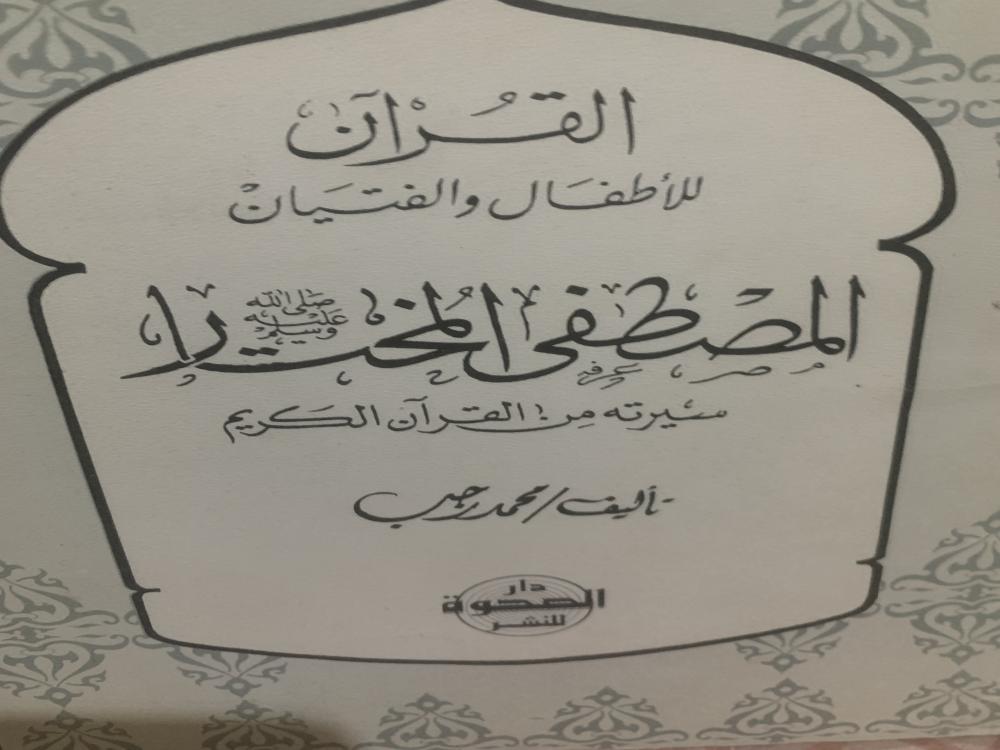 القرآن
للأطفال والفتيان
المصطفى المختار صلى الله عليه وسلم
سيرته من القرآن الكريم
تأليف/محمد رجب
دار
الصحوة
للنشر